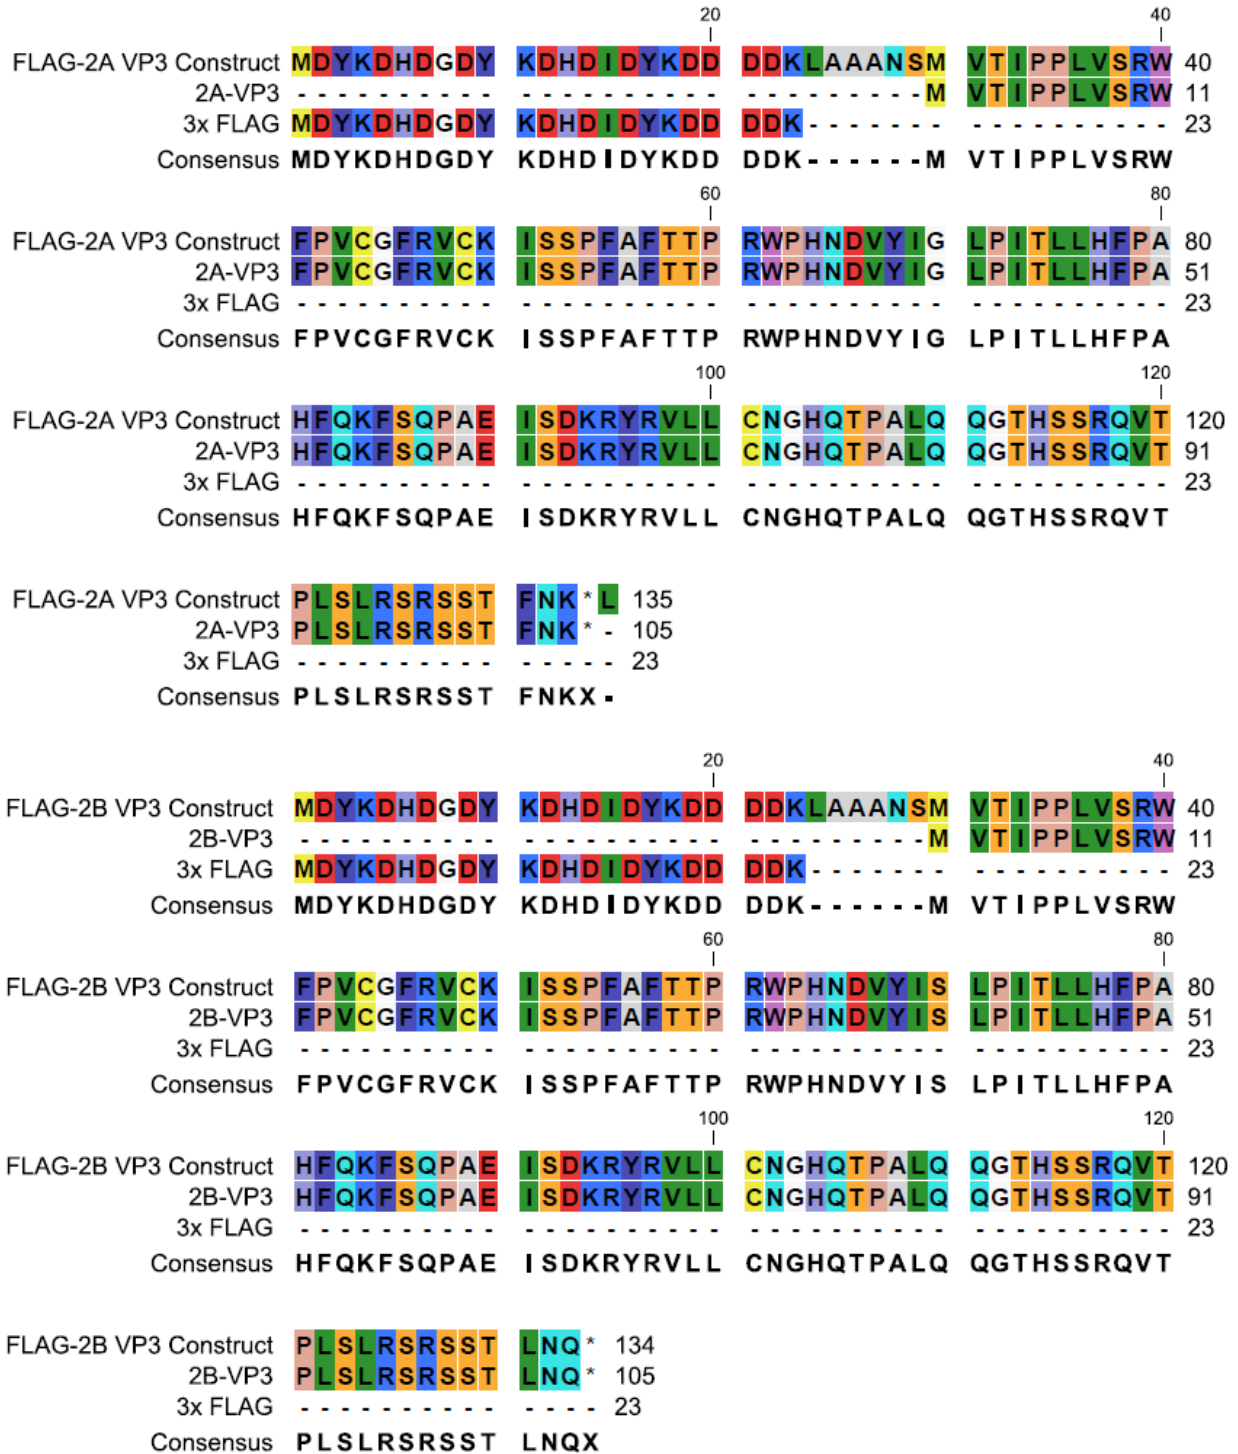 20 40
FLAG-2A VP3 Construct MDYKDHDGDY KDHDIDYKDD DDKLAAANSM VTIPPLVSRW 40
2A-VP3 - - - - - - - - - - - - - - - - - - - - - - - - - - - - - M VTIPPLVSRW 11
3x FLAG MDYKDHDGDY KDHDIDYKDD DDK - - - - - - - - - - - - - - - - - 23
Consensus MDYKDHDGDY KDHDIDYKDD DDK - - - - - - M VTIPPLVSRW
60 80
FLAG-2A VP3 Construct FPVCGFRVCK ISSPFAFTTP RWPHNDVYIG LPITLLHFPA 80
2A-VP3 FPVCGFRVCK ISSPFAFTTP RWPHNDVYIG LPITLLHFPA 51
3x FLAG - - - - - - - - - - - - - - - - - - - - - - - - - - - - - - - - - - - - - - - - 23
Consensus FPVCGFRVCK ISSPFAFTTP RWPHNDVYIG LPITLLHFPA
100 120
FLAG-2A VP3 Construct HFQKFSQPAE ISDKRYRVLL CNGHQTPALQ QGTHSSRQVT 120
2A-VP3 HFQKFSQPAE ISDKRYRVLL CNGHQTPALQ QGTHSSRQVT 91
3x FLAG - - - - - - - - - - - - - - - - - - - - - - - - - - - - - - - - - - - - - - - - 23
Consensus HFQKFSQPAE ISDKRYRVLL CNGHQTPALQ QGTHSSRQVT
FLAG-2A VP3 Construct PLSLRSRSST FNK*L 135
2A-VP3 PLSLRSRSST FNK* - 105
3x FLAG - - - - - - - - - - - - - - - 23
Consensus PLSLRSRSST FNKX -
20 40
FLAG-2B VP3 Construct MDYKDHDGDY KDHDIDYKDD DDKLAAANSM VTIPPLVSRW 40
2B-VP3 - - - - - - - - - - - - - - - - - - - - - - - - - - - - - M VTIPPLVSRW 11
3x FLAG MDYKDHDGDY KDHDIDYKDD DDK - - - - - - - - - - - - - - - - - 23
Consensus MDYKDHDGDY KDHDIDYKDD DDK - - - - - - M VTIPPLVSRW
60 80
FLAG-2B VP3 Construct FPVCGFRVCK ISSPFAFTTP RWPHNDVYIS LPITLLHFPA 80
2B-VP3 FPVCGFRVCK ISSPFAFTTP RWPHNDVYIS LPITLLHFPA 51
3x FLAG - - - - - - - - - - - - - - - - - - - - - - - - - - - - - - - - - - - - - - - - 23
Consensus FPVCGFRVCK ISSPFAFTTP RWPHNDVYIS LPITLLHFPA
100 120
FLAG-2B VP3 Construct HFQKFSQPAE ISDKRYRVLL CNGHQTPALQ QGTHSSRQVT 120
2B-VP3 HFQKFSQPAE ISDKRYRVLL CNGHQTPALQ QGTHSSRQVT 91
3x FLAG - - - - - - - - - - - - - - - - - - - - - - - - - - - - - - - - - - - - - - - - 23
Consensus HFQKFSQPAE ISDKRYRVLL CNGHQTPALQ QGTHSSRQVT
FLAG-2B VP3 Construct PLSLRSRSST LNQ* 134
2B-VP3 PLSLRSRSST LNQ* 105
3x FLAG - - - - - - - - - - - - - - 23
Consensus PLSLRSRSST LNQX